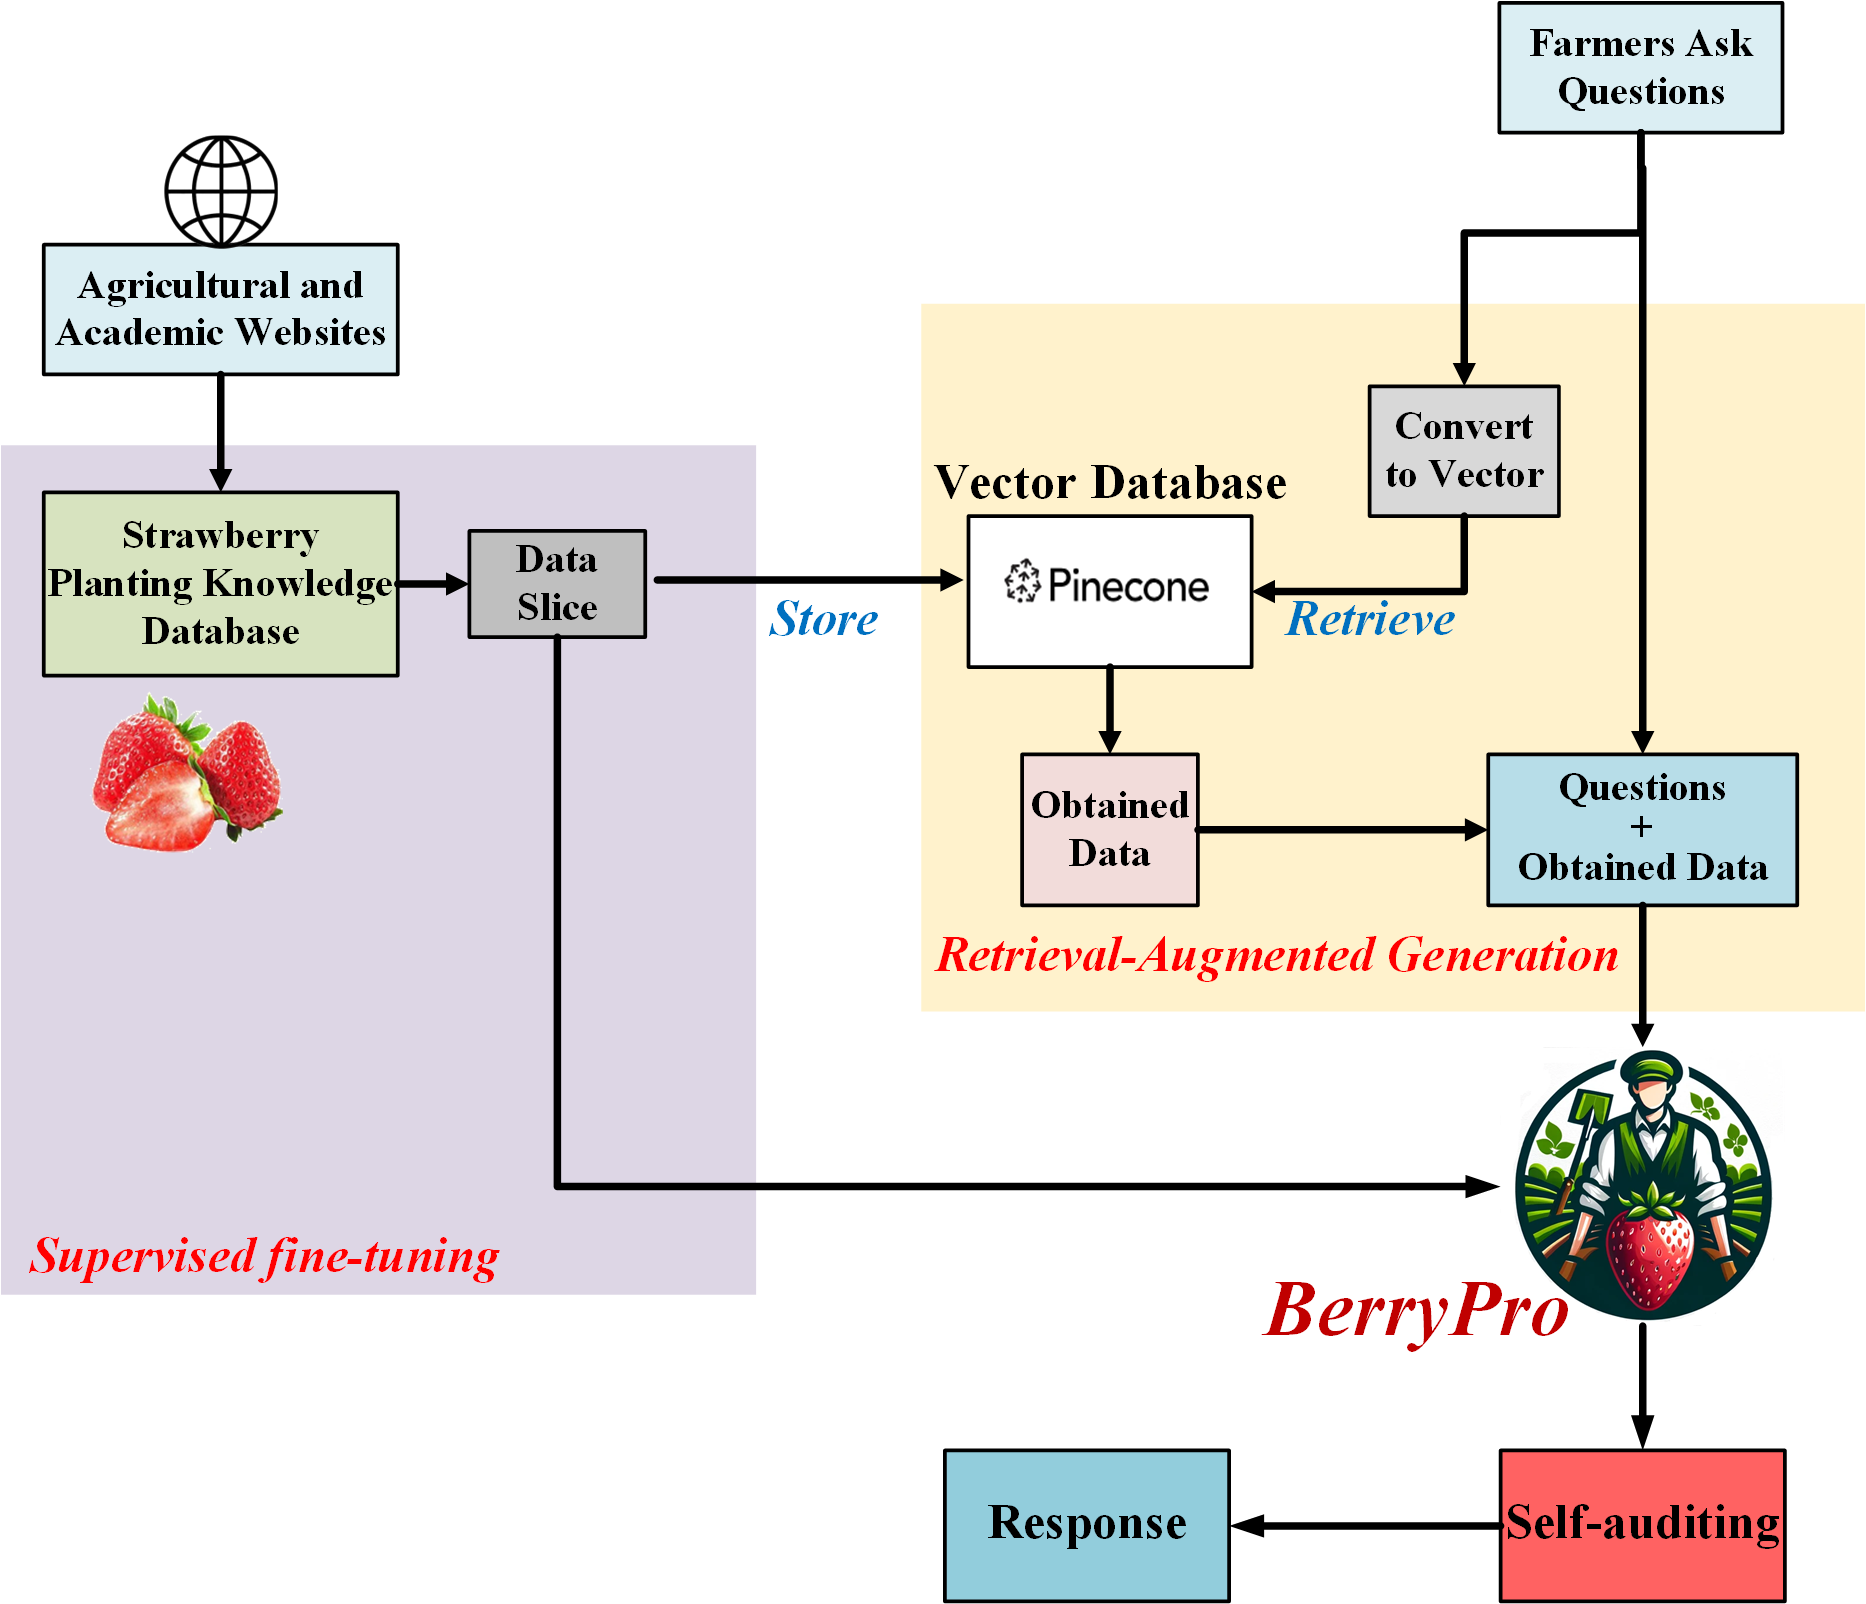 Farmers Ask
Questions
Agricultural and
Academic Websites
Convert
to Vector
Vector Database
Strawberry
Planting Knowledge
Database
Data
Slice
Pinecone
Store
Retrieve
Obtained
Data
Questions
+
Obtained Data
Retrieval-Augmented Generation
Supervised fine-tuning
BerryPro
Response
Self-auditing